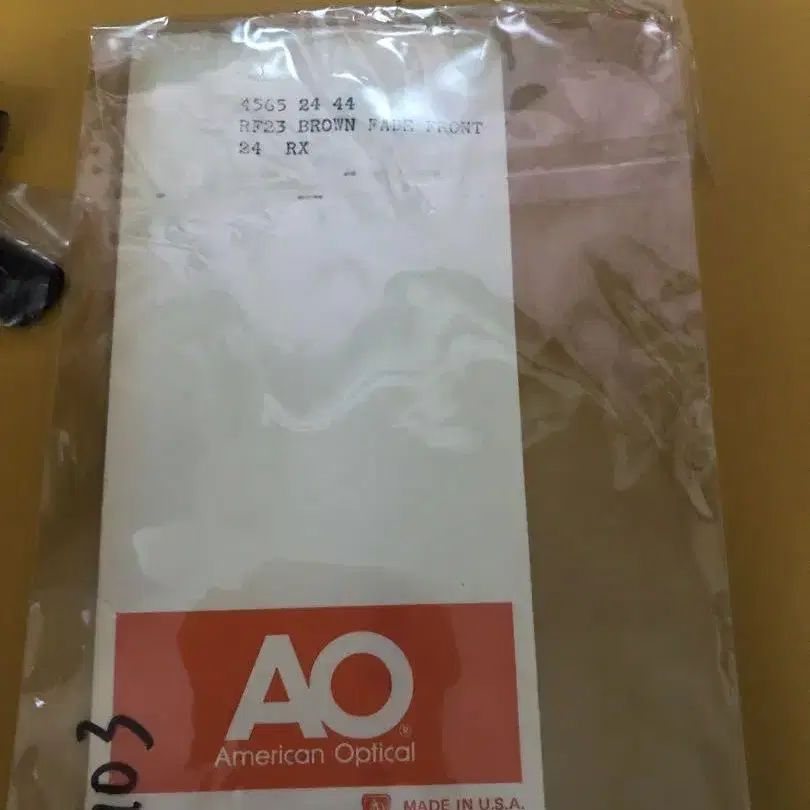 4565 24 44
RF23 BROWN FADE FRONT
24 RX
AO®
American Optical
MADE IN U.S.A.